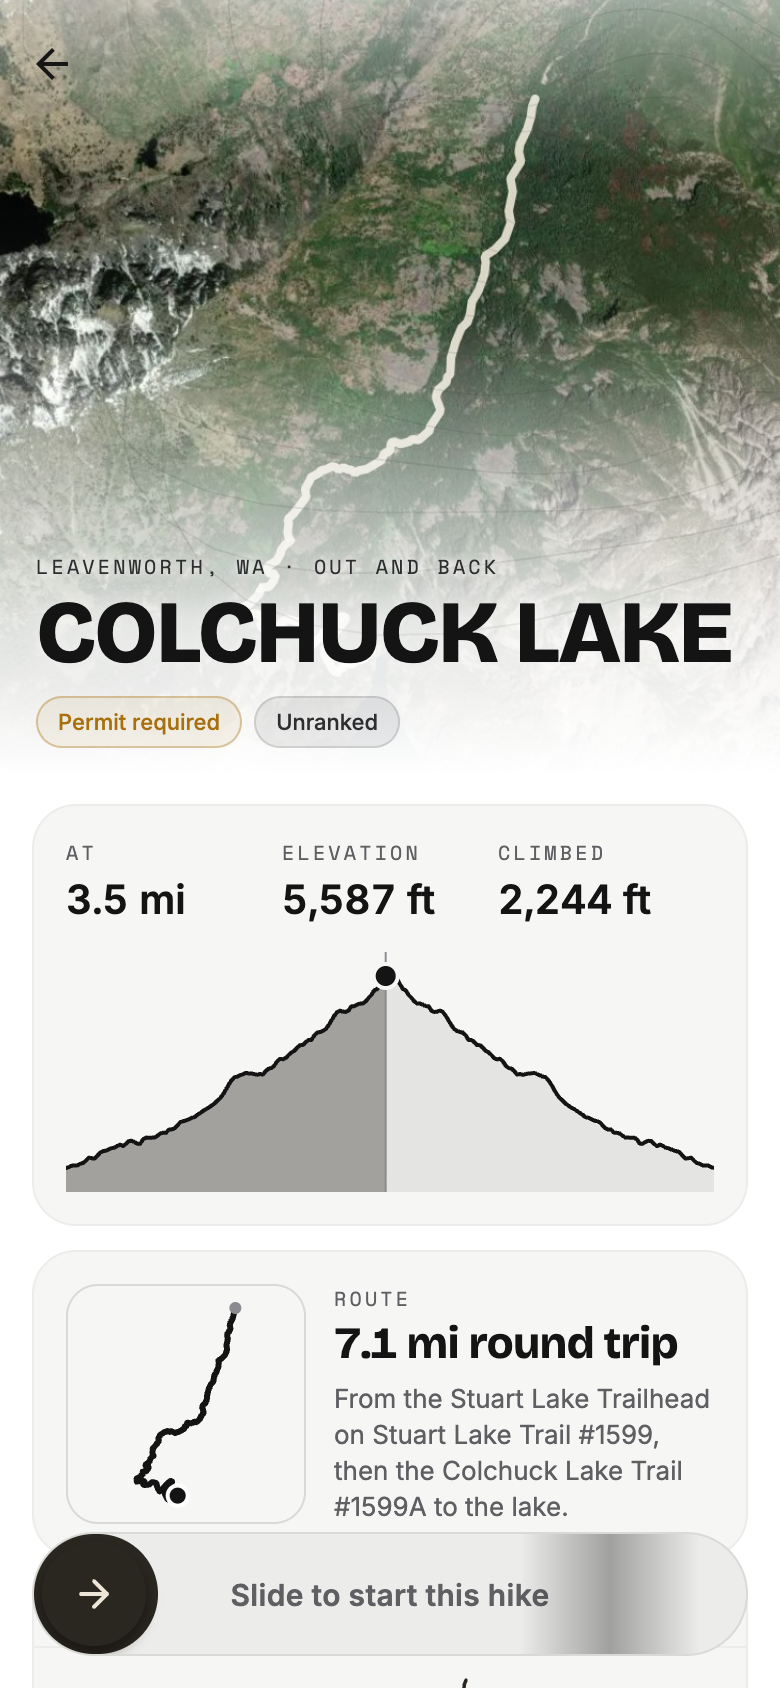 LEAVENWORTH, WA · OUT AND BACK
COLCHUCK LAKE
Permit required
Unranked
AT
ELEVATION
CLIMBED
3.5 mi
5,587 ft
2,244 ft
ROUTE
7.1 mi round trip
From the Stuart Lake Trailhead
on Stuart Lake Trail #1599,
then the Colchuck Lake Trail
#1599A to the lake.
Slide to start this hike